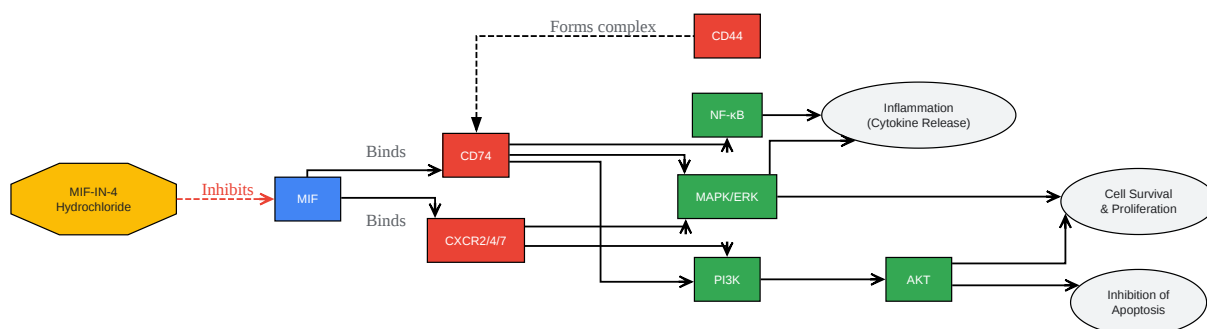 Forms complex
CD44
NF-κB
Inflammation
(Cytokine Release)
Binds
CD74
MIF-IN-4
Hydrochloride
Inhibits
MIF
MAPK/ERK
Cell Survival
& Proliferation
Binds
CXCR2/4/7
PI3K
AKT
Inhibition of
Apoptosis